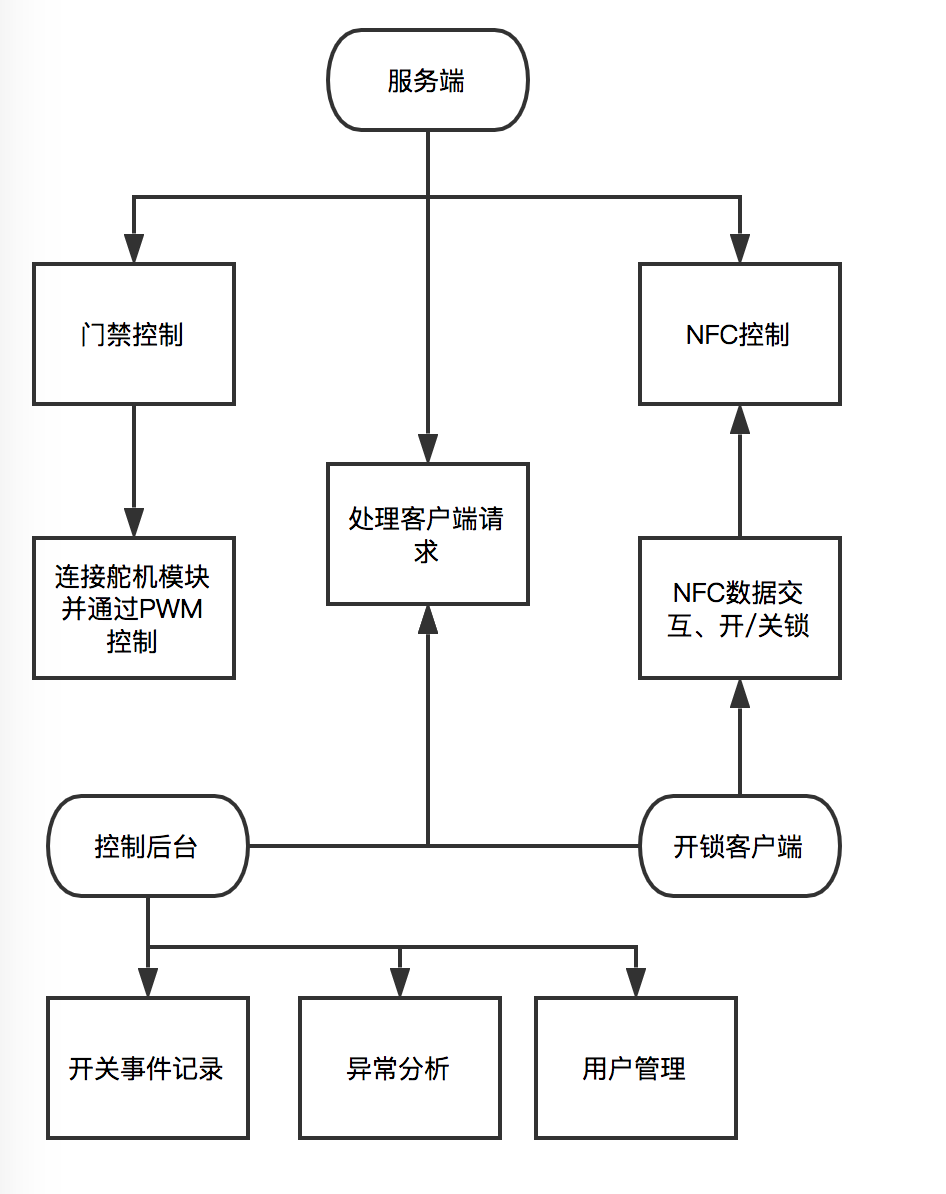 服务端
门禁控制
NFC控制
处理客户端请
求
连接舵机模块
并通过PWM
控制
NFC数据交
互、开/关锁
控制后台
开锁客户端
开关事件记录
异常分析
用户管理